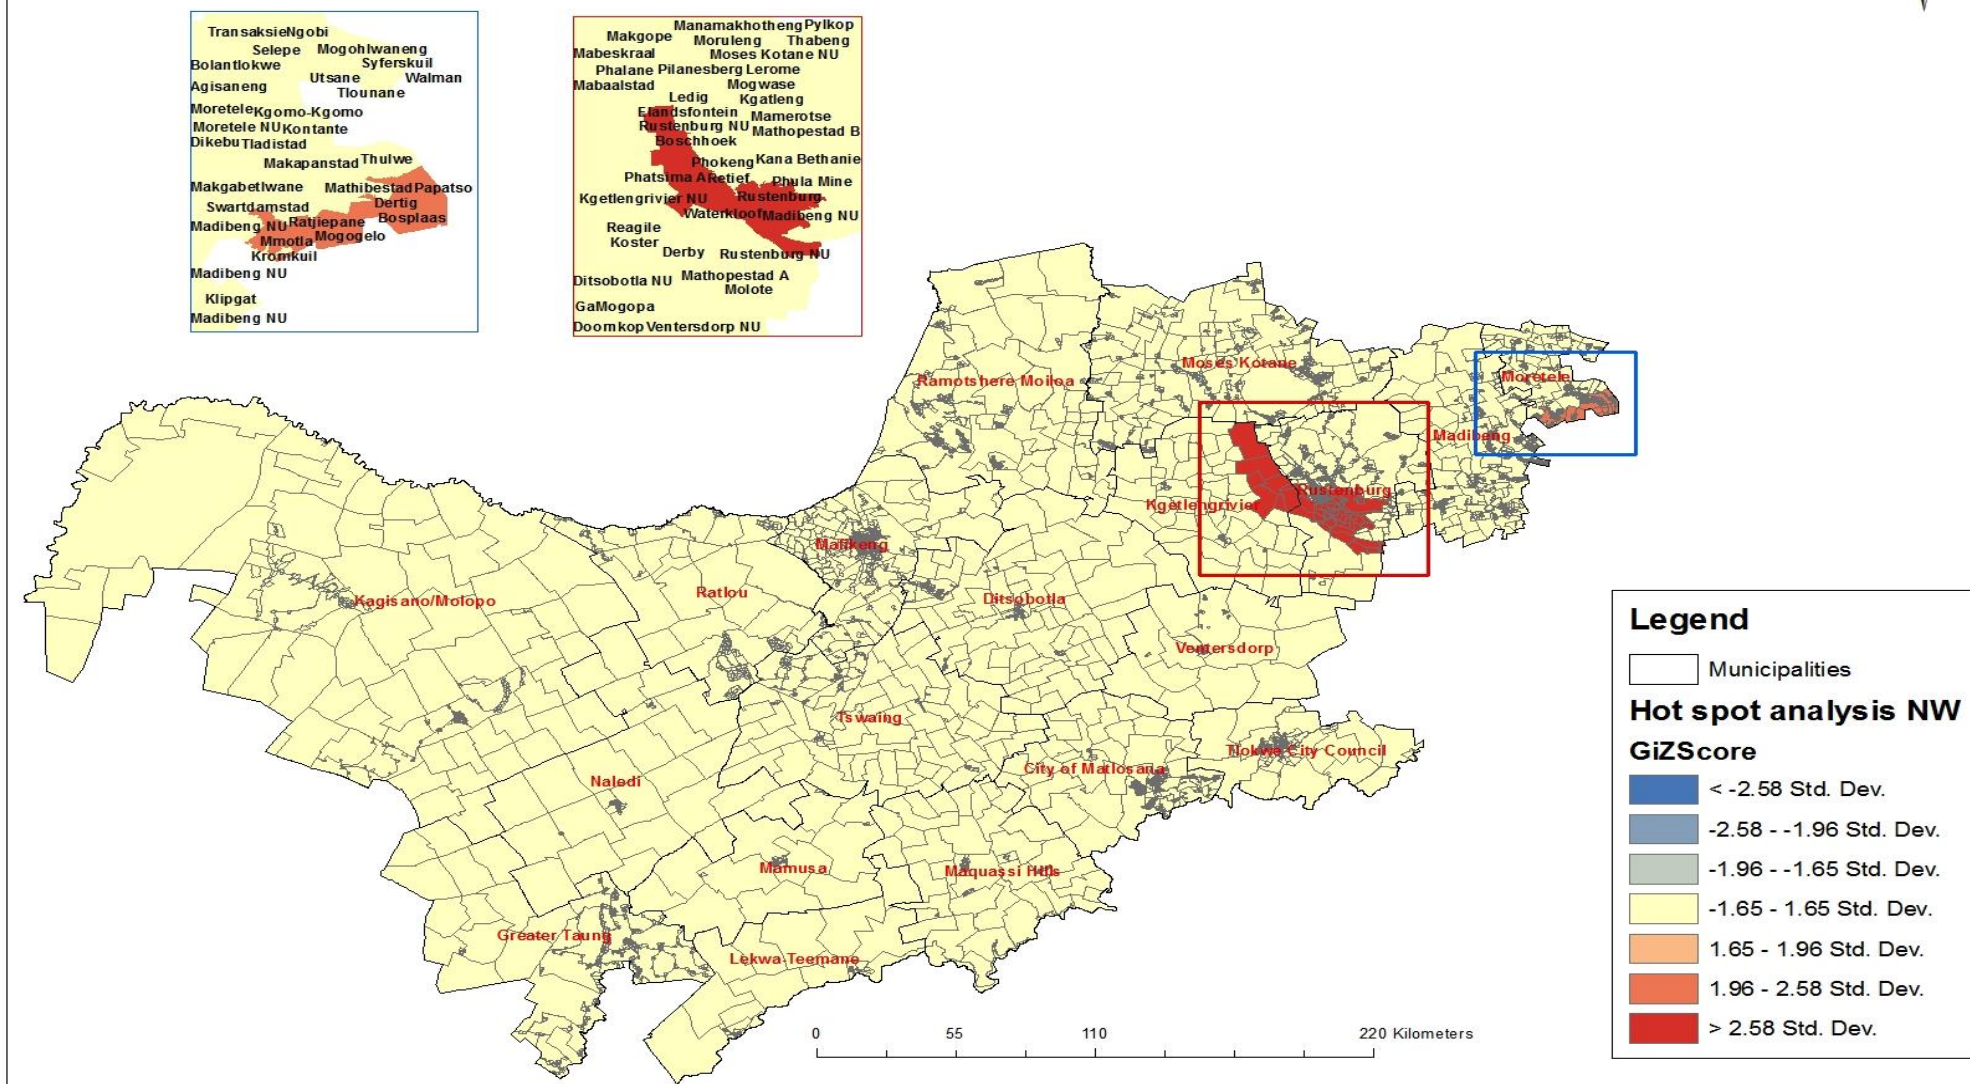 Transaksie Ngobi
Selepe Mogohlwaneng
Bolantlokwe Syferskuil
Utsane Walman
Agisaneng Tlounane
Moretele Kgomo-Kgomo
Moretele NU Kontante
Dikebu Tladistad
Makapanstad Thulwe
Makgabetlwane Mathibestad Papatso
Swartdamstad Dertig
Madibeng NU Ratjiepane Bosplaas
Mmotla Mogogelo
Kromkuil
Madibeng NU
Klipgat
Madibeng NU
Manamakhotheng Pylkop
Makgope Moruleng Thabeng
Mabeskraal Moses Kotane NU
Phalane Pilanesberg Lerome
Mabaalstad Mogwase
Ledig Kgatleng
Elandsfontein Mamerotse
Rustenburg NU Mathopestad B
Boschhoek
Phokeng Kana Bethanie
Phatsima A Retief Phula Mine
Kgetlengrivier NU Rustenburg
Waterkloof Madibeng NU
Reagile
Koster
Derby Rustenburg NU
Ditsobotla NU Mathopestad A
Molote
GaMogopa
Doornkop Ventersdorp NU
Moses Kotane
Moretele
Ramotshere Moiloa
Madibeng
Rustenburg
Kgetlengrivier
Mafikeng
Ratlou
Ditsobotla
Kagisano/Molopo
Ventersdorp
Tswaing
Tlokwe City Council
City of Matlosana
Naledi
Mamusa
Maquassi Hills
Greater Taung
Lekwa-Teemane
0 55 110 220 Kilometers
Legend
Municipalities
Hot spot analysis NW
GiZScore
< -2.58 Std. Dev.
-2.58 - -1.96 Std. Dev.
-1.96 - -1.65 Std. Dev.
-1.65 - 1.65 Std. Dev.
1.65 - 1.96 Std. Dev.
1.96 - 2.58 Std. Dev.
> 2.58 Std. Dev.